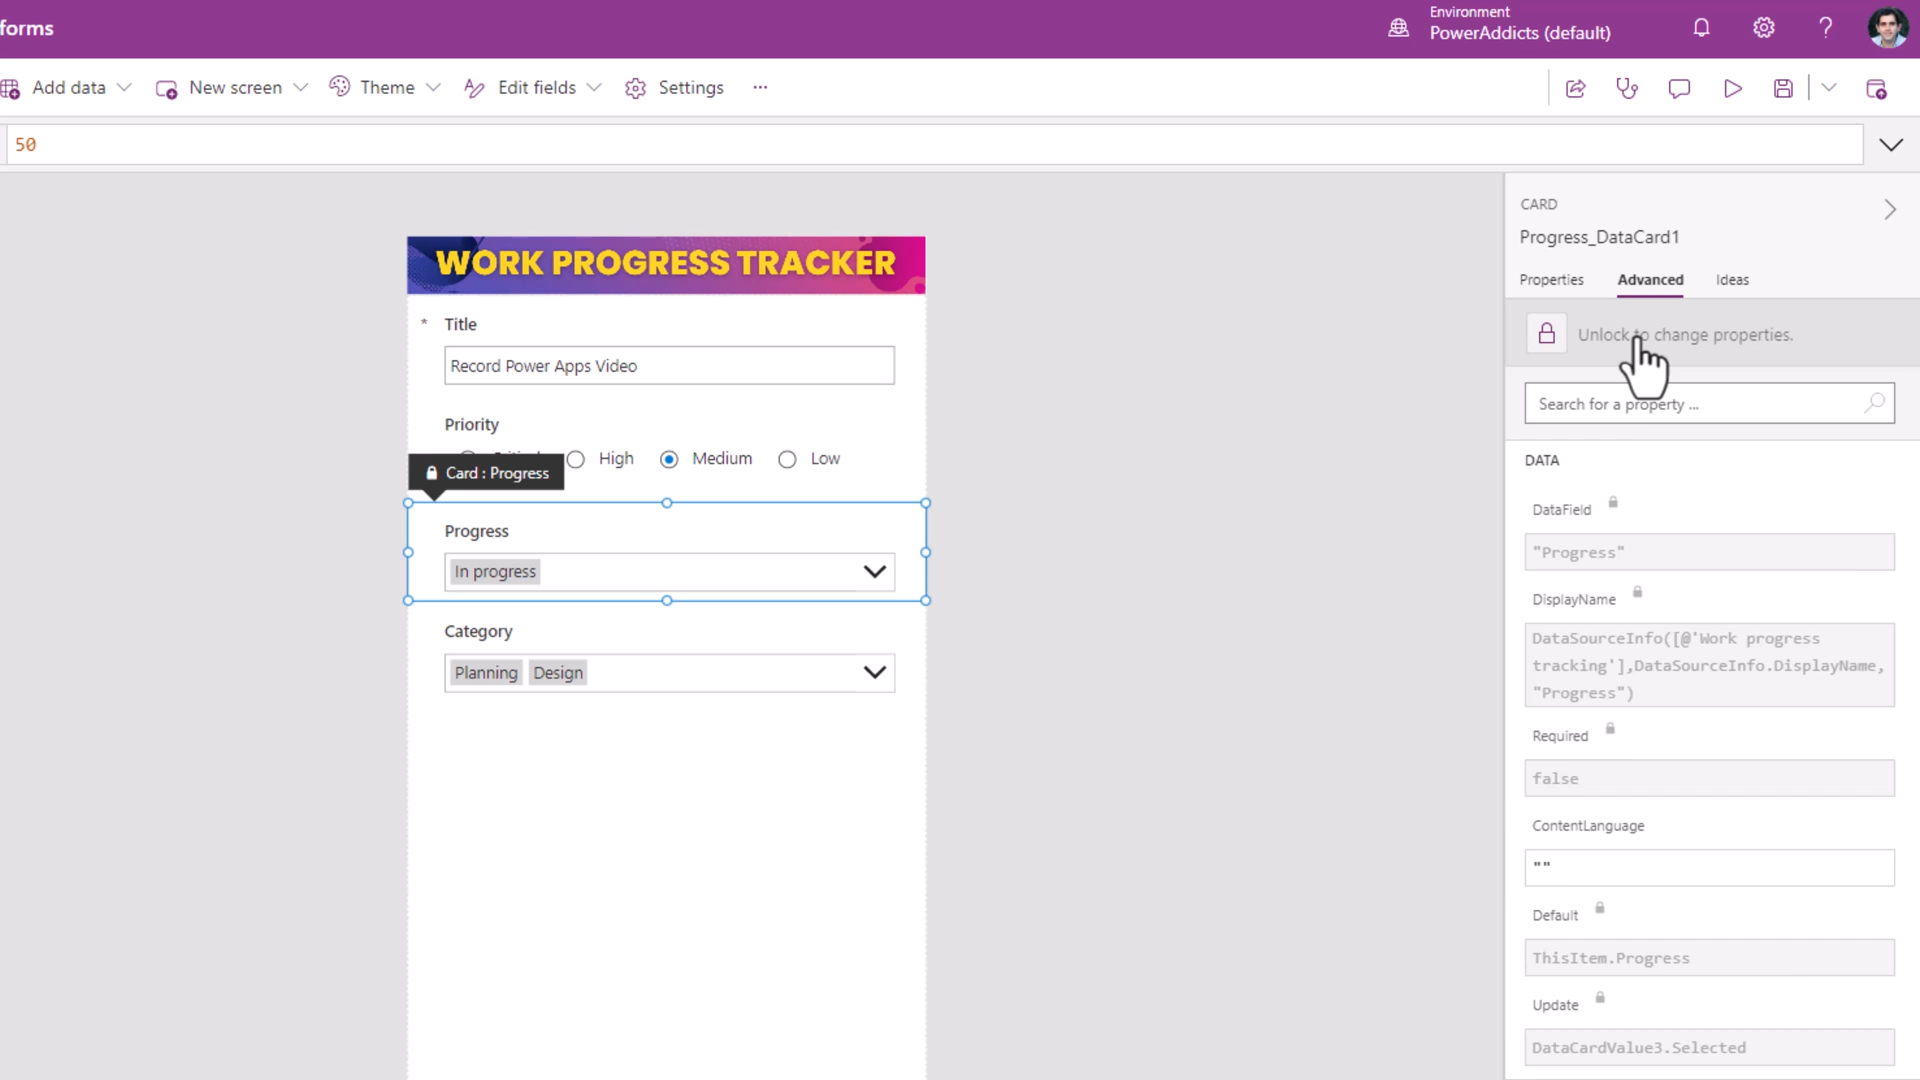 forms
Environment
PowerAddicts (default)
Add data
New screen
Theme
Edit fields
Settings
50
WORK PROGRESS TRACKER
* Title
Record Power Apps Video
Priority
High
Medium
Low
Card : Progress
Progress
In progress
Category
Planning Design
CARD
Progress_DataCard1
Properties
Advanced
Ideas
Unlock to change properties.
Search for a property ...
DATA
DataField
"Progress"
DisplayName
DataSourceInfo([@'Work progress
tracking'],DataSourceInfo.DisplayName,
"Progress")
Required
false
ContentLanguage
""
Default
ThisItem.Progress
Update
DataCardValue3.Selected